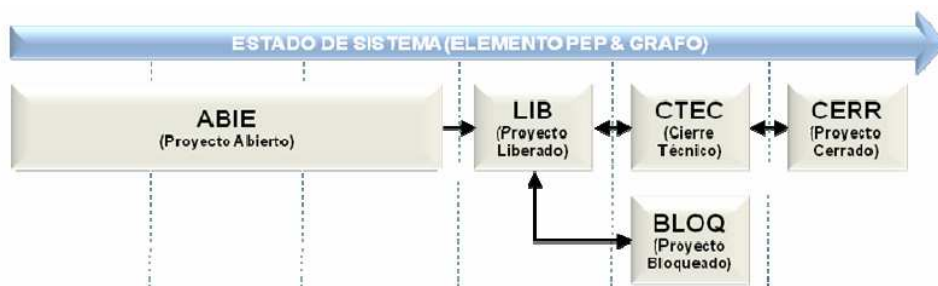 ESTADO DE SISTEMA (ELEMENTO PEP & GRAFO)
ABIE
(Proyecto Abierto)
LIB
(Proyecto
Liberado)
CTEC
(Cierre
Técnico)
CERR
(Proyecto
Cerrado)
BLOQ
(Proyecto
Bloqueado)